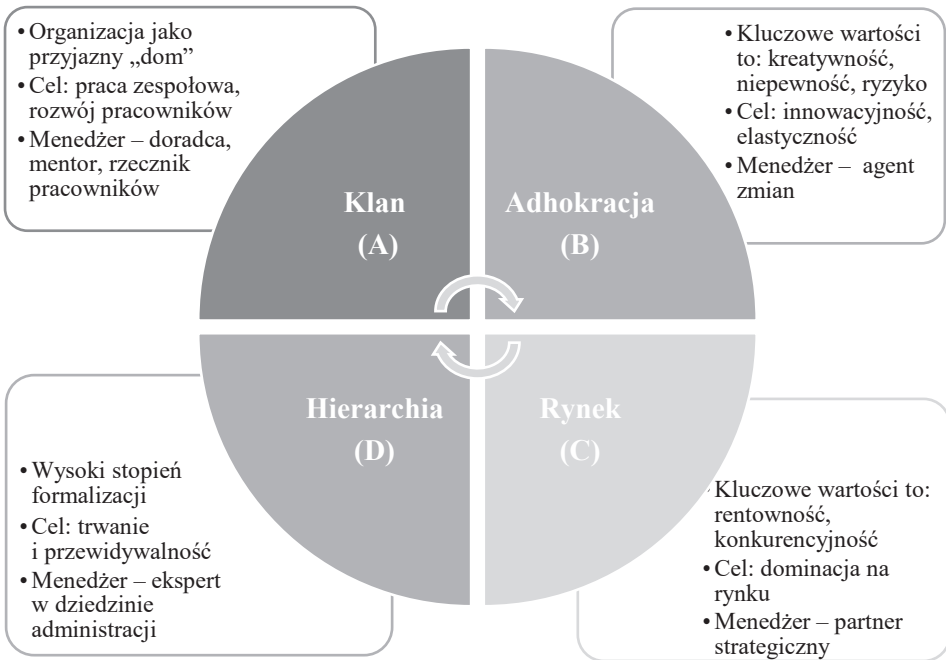 • Organizacja jako
przyjazny „dom”
• Cel: praca zespołowa,
rozwój pracowników
• Menedżer – doradca,
mentor, rzecznik
pracowników
• Kluczowe wartości
to: kreatywność,
niepewność, ryzyko
• Cel: innowacyjność,
elastyczność
• Menedżer – agent
zmian
Klan
(A)
Adhokracja
(B)
Hierarchia
(D)
Rynek
(C)
• Wysoki stopień
formalizacji
• Cel: trwanie
i przewidywalność
• Menedżer – ekspert
w dziedzinie
administracji
• Kluczowe wartości to:
rentowność,
konkurencyjność
• Cel: dominacja na
rynku
• Menedżer – partner
strategiczny